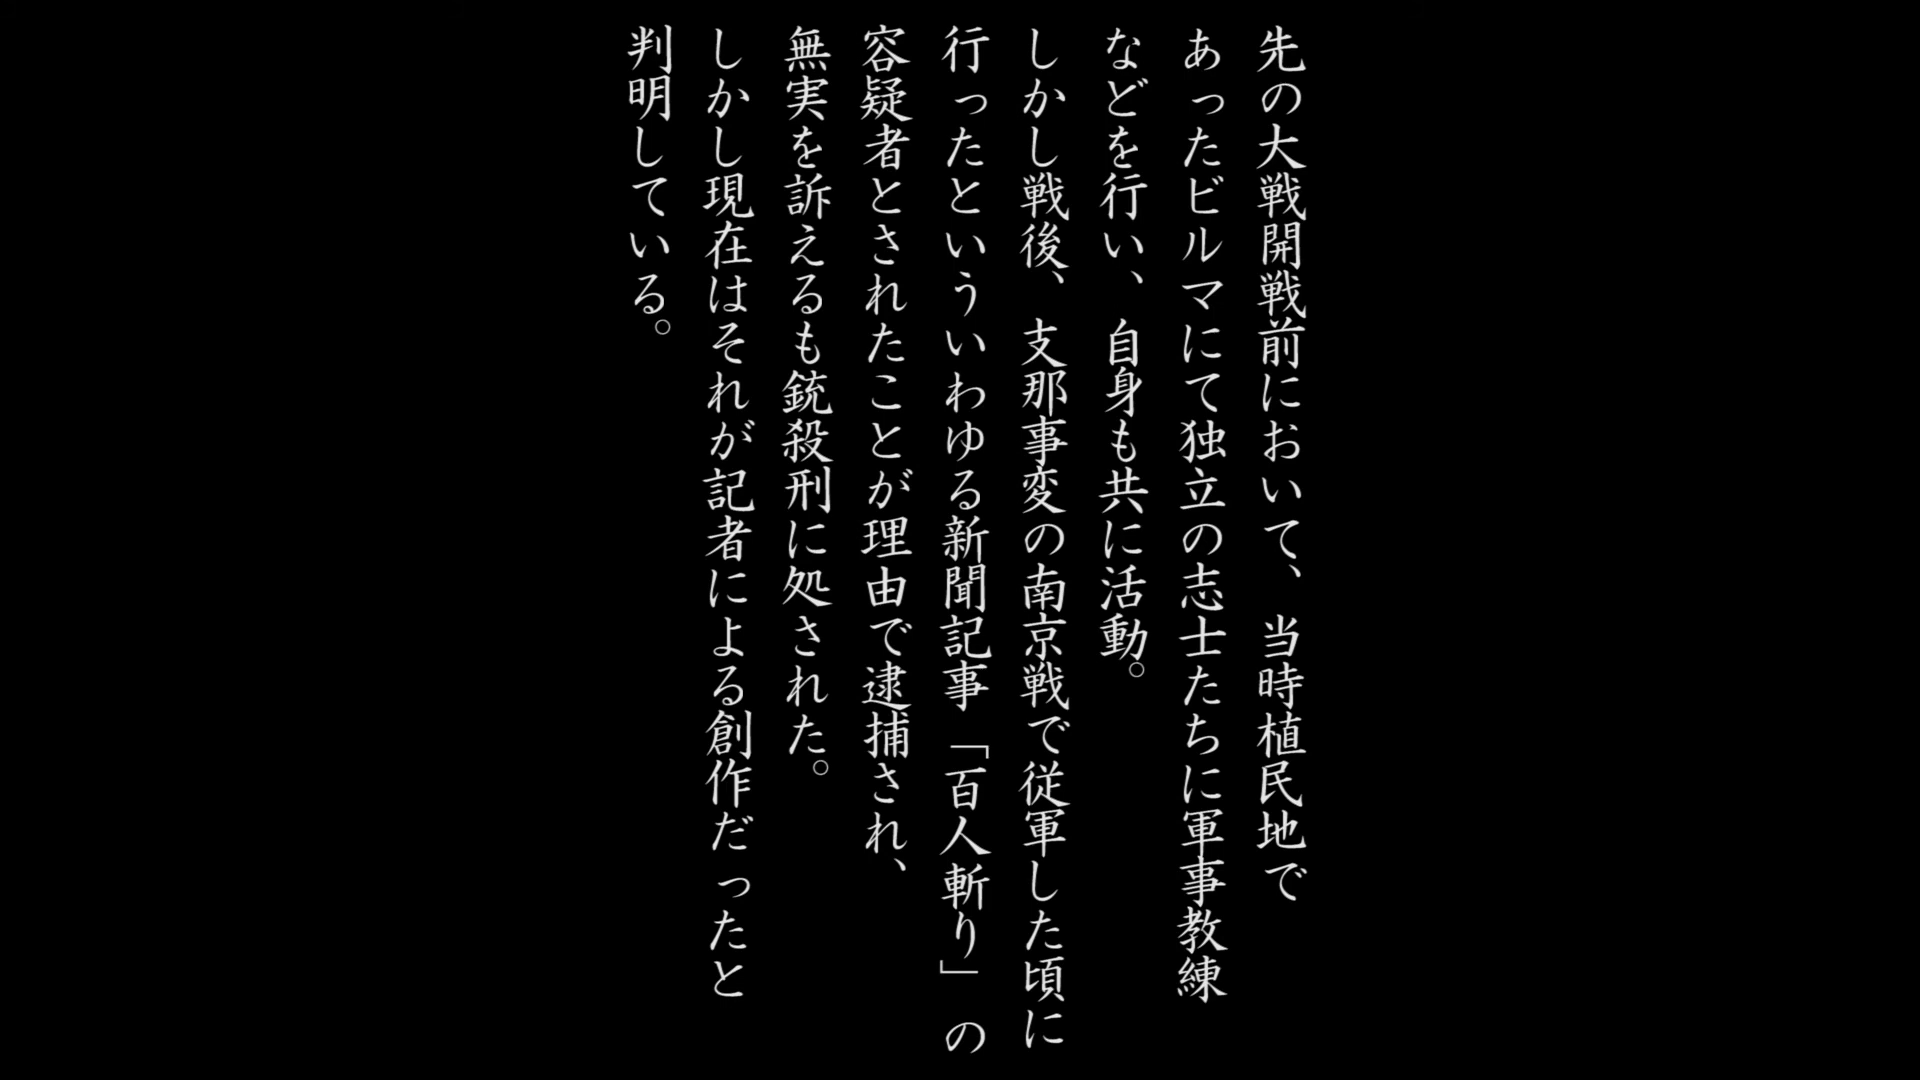 先の大戦開戦前において、当時植民地で
あったビルマにて独立の志士たちに軍事教練
などを行い、自身も共に活動。
しかし戦後、支那事変の南京戦で従軍した頃に
行ったといういわゆる新聞記事「百人斬り」の
容疑者とされたことが理由で逮捕され、
無実を訴えるも銃殺刑に処された。
しかし現在はそれが記者による創作だったと
判明している。